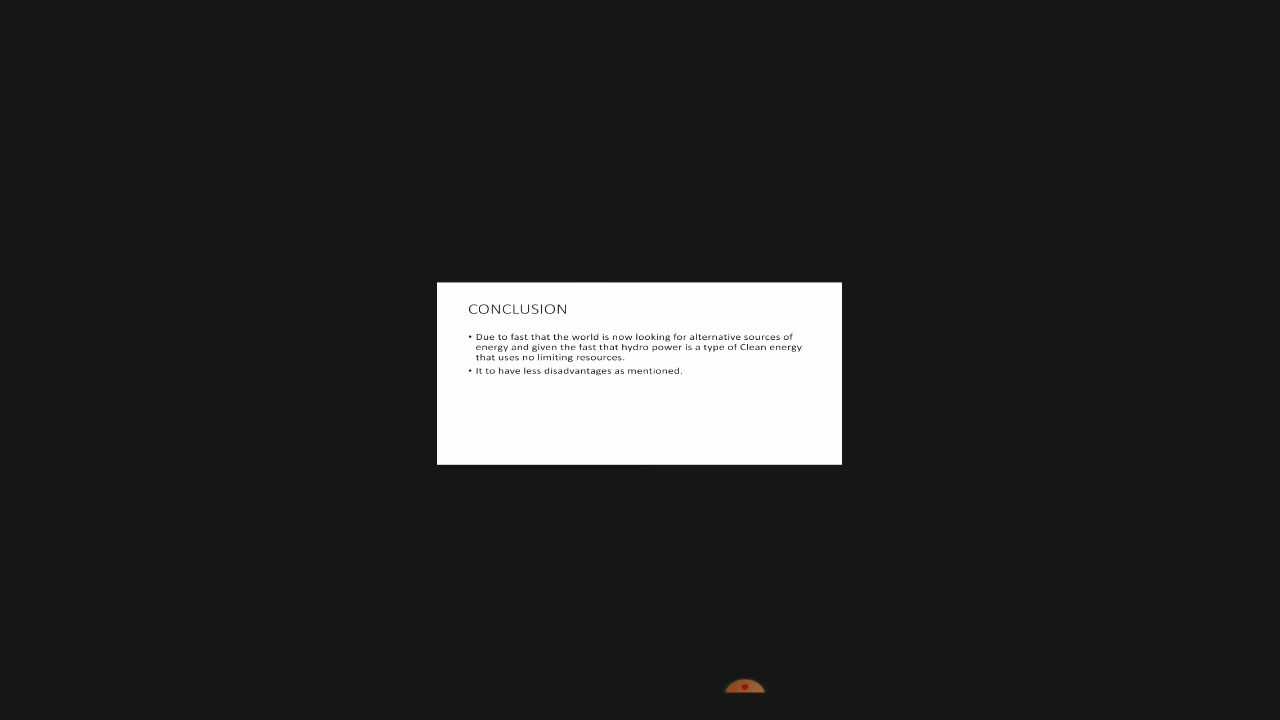 CONCLUSION
• Due to fast that the world is now looking for alternative sources of
energy and given the fast that hydro power is a type of Clean energy
that uses no limiting resources.
• It to have less disadvantages as mentioned.